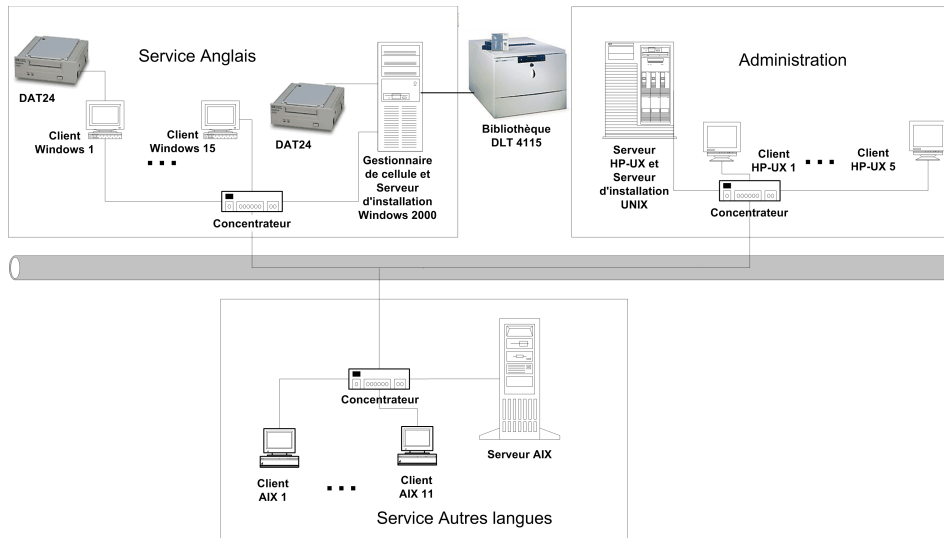 Service Anglais
DAT24
Client
Windows 1
Client
Windows 15
DAT24
Gestionnaire
de cellule et
Serveur
d'installation
Windows 2000
Concentrateur
Bibliothèque
DLT 4115
Administration
Serveur
HP-UX et
Serveur
d'installation
UNIX
Client
HP-UX 1
Client
HP-UX 5
Concentrateur
Concentrateur
Serveur AIX
Client
AIX 1
Client
AIX 11
Service Autres langues